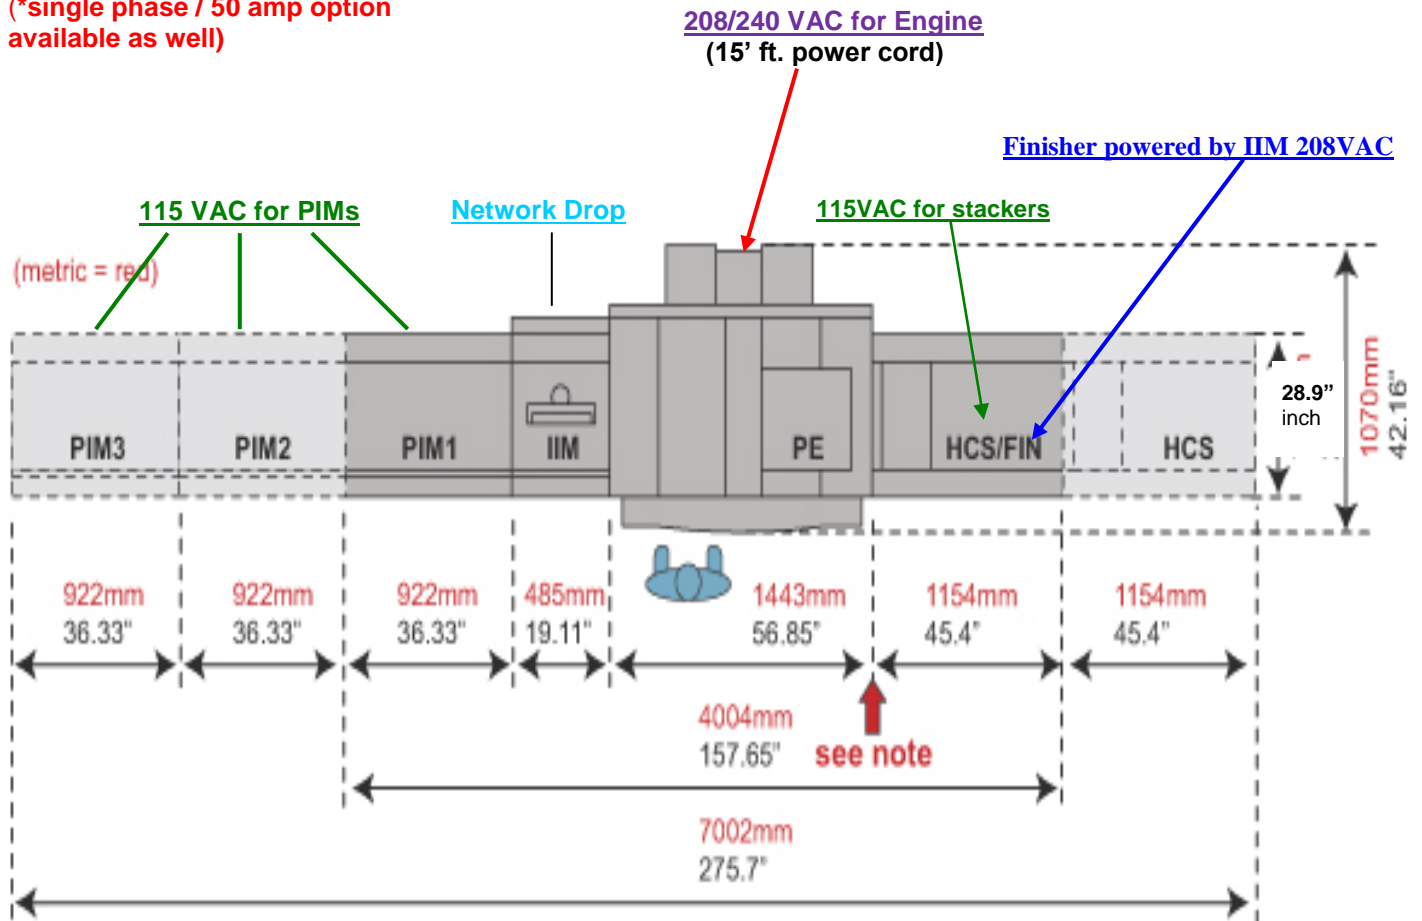 (*single phase / 50 amp option
available as well)
208/240 VAC for Engine
(15’ ft. power cord)
Finisher powered by IIM 208VAC
115 VAC for PIMs
Network Drop
115VAC for stackers
(metric = red)
28.9”
inch
1070mm
42.16"
PIM3
PIM2
PIM1
IIM
PE
HCS/FIN
HCS
922mm
36.33"
922mm
36.33"
922mm
36.33"
485mm
19.11"
1443mm
56.85"
1154mm
45.4"
1154mm
45.4"
4004mm
157.65"
see note
7002mm
275.7"